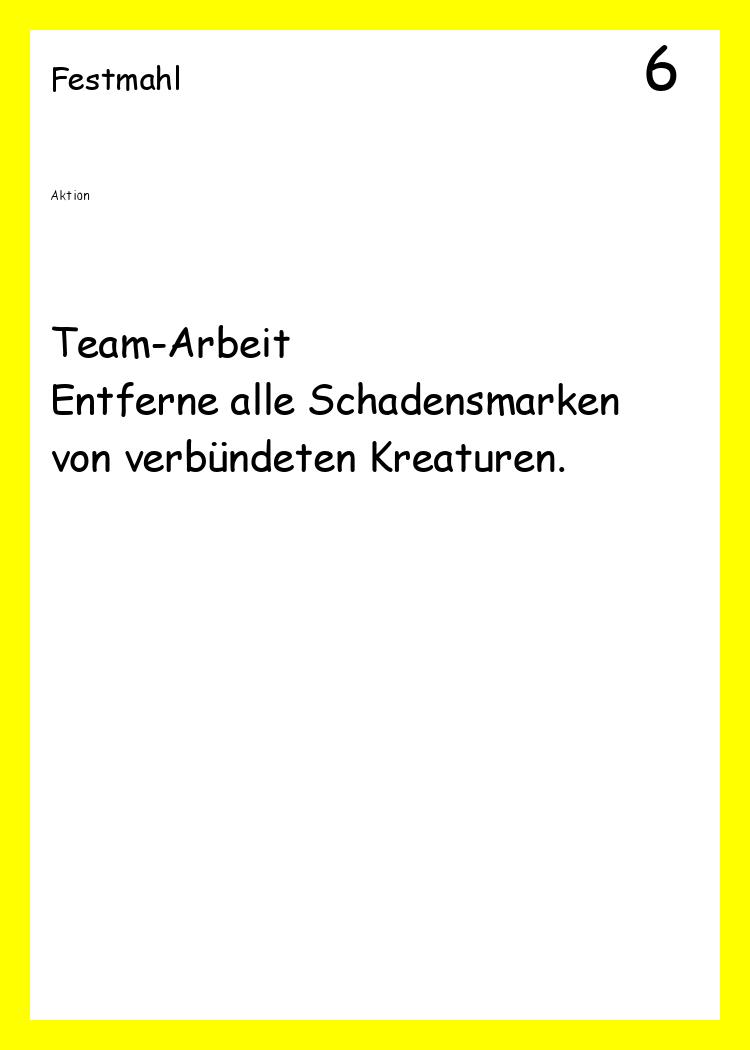 Festmahl 6
Aktion
Team-Arbeit
Entferne alle Schadensmarken
von verbündeten Kreaturen.